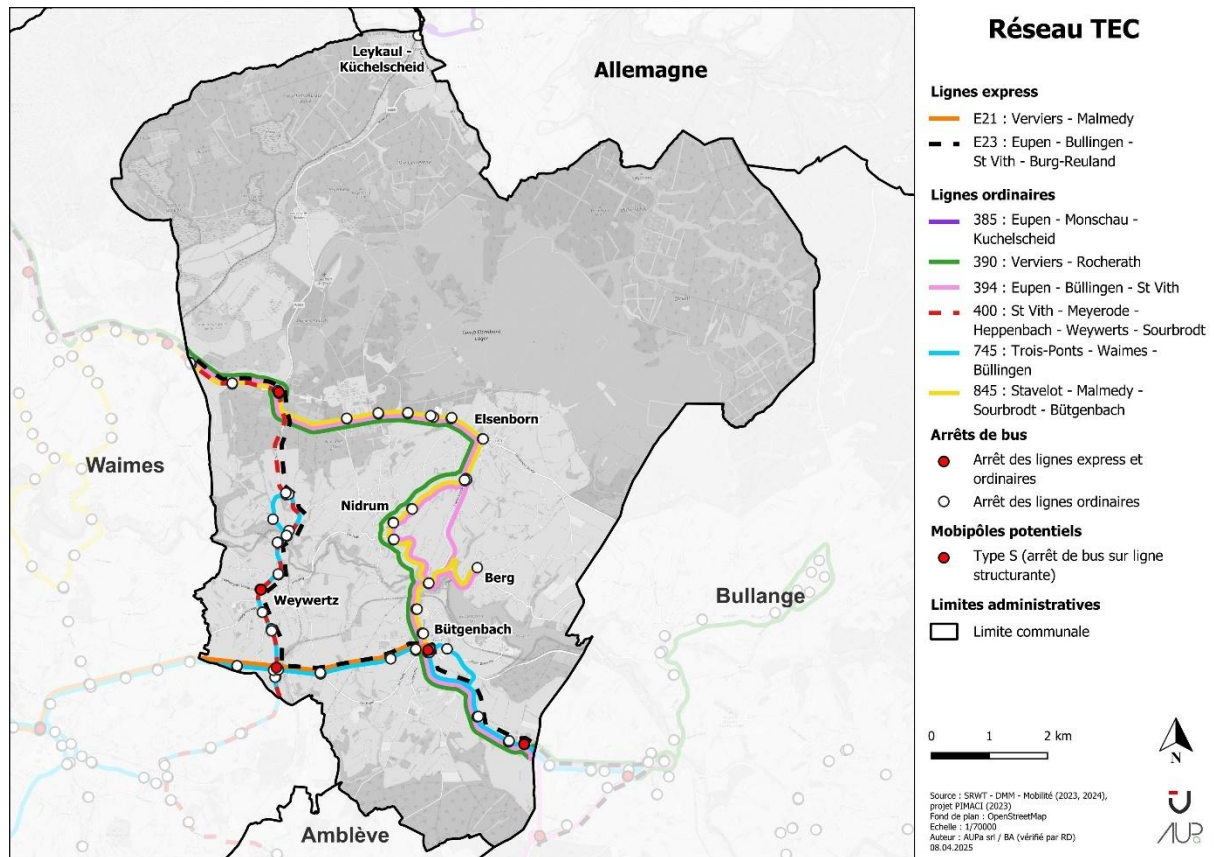 Réseau TEC
Leykaul -
Küchelscheid
Allemagne
Elsenborn
Waimes
Nidrum
Berg
Weywertz
Bullange
Bütgenbach
Amblève
Lignes express
E21 : Verviers - Malmedy
E23 : Eupen - Bullingen -
St Vith - Burg-Reuland
Lignes ordinaires
385 : Eupen - Monschau -
Kuchelscheid
390 : Verviers - Rocherath
394 : Eupen - Büllingen - St Vith
400 : St Vith - Meyerode -
Heppenbach - Weywerts - Sourbrodt
745 : Trois-Ponts - Waimes -
Büllingen
845 : Stavelot - Malmedy -
Sourbrodt - Bütgenbach
Arrêts de bus
Arrêt des lignes express et
ordinaires
Arrêt des lignes ordinaires
Mobipôles potentiels
Type S (arrêt de bus sur ligne
structurante)
Limites administratives
Limite communale
0 1 2 km
N
Source : SRWT - DMM - Mobilité (2023, 2024),
projet PIMACI (2023)
Fond de plan : OpenStreetMap
Echelle : 1/70000
Auteur : AUPa srl / BA (vérifié par RD)
08.04.2025
AUPa